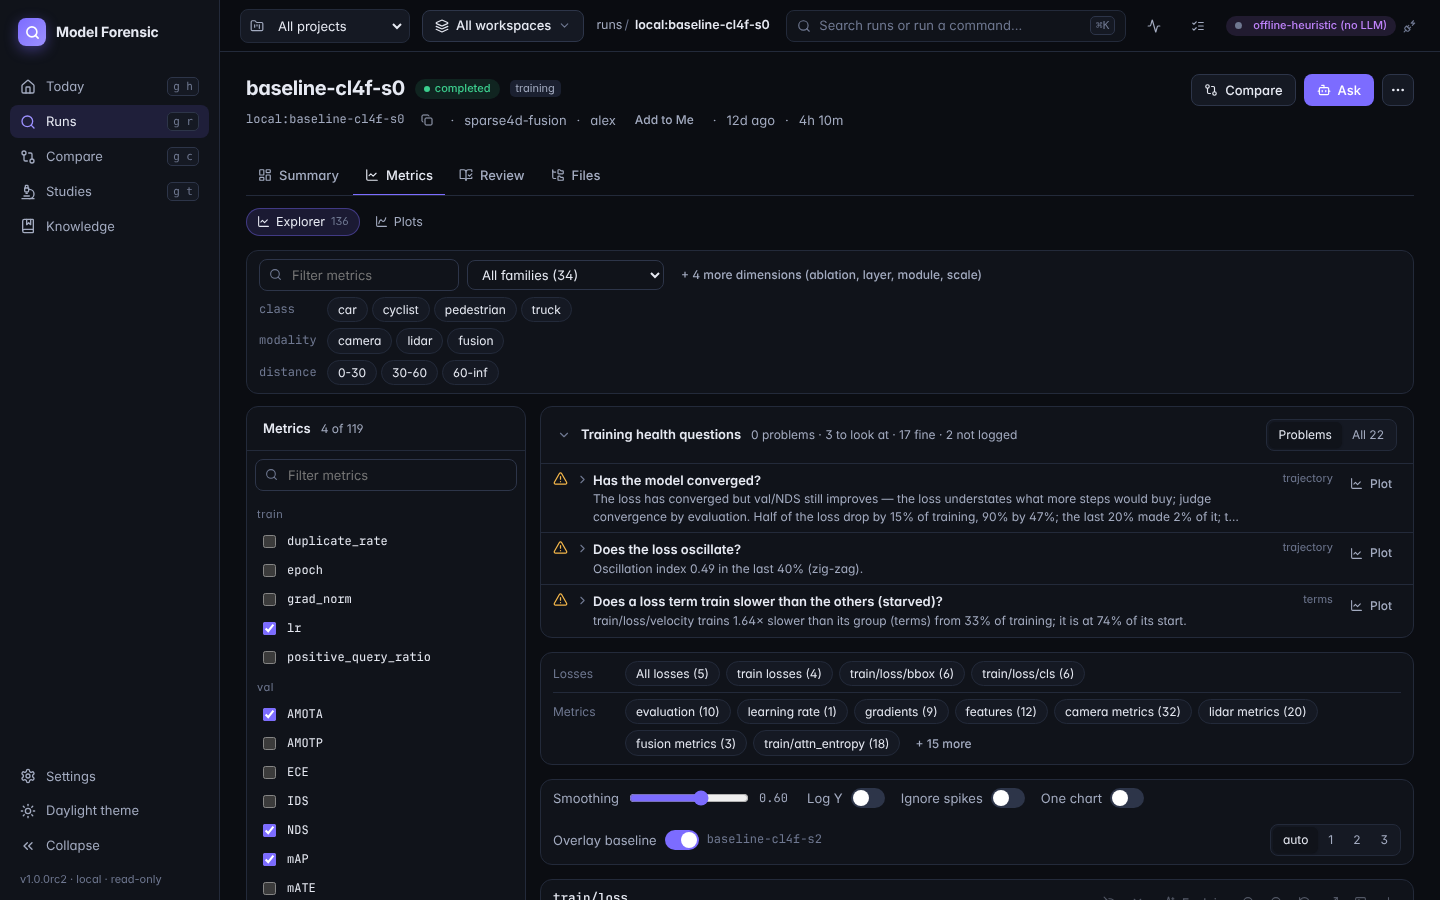 Model Forensic
All projects
All workspaces
runs / local:baseline-cl4f-s0
Search runs or run a command...
⌘K
offline-heuristic (no LLM)
Today
g h
Runs
g r
Compare
g c
Studies
g t
Knowledge
Settings
Daylight theme
Collapse
v1.0.0rc2 · local · read-only
baseline-cl4f-s0
completed
training
Compare
Ask
local:baseline-cl4f-s0 · sparse4d-fusion · alex Add to Me · 12d ago · 4h 10m
Summary
Metrics
Review
Files
Explorer 136
Plots
Filter metrics
All families (34)
+ 4 more dimensions (ablation, layer, module, scale)
class car cyclist pedestrian truck
modality camera lidar fusion
distance 0-30 30-60 60-inf
Metrics 4 of 119
Filter metrics
train
duplicate_rate
epoch
grad_norm
lr
positive_query_ratio
val
AMOTA
AMOTP
ECE
IDS
NDS
mAP
mATE
Training health questions 0 problems · 3 to look at · 17 fine · 2 not logged
Problems All 22
Has the model converged?
trajectory
Plot
The loss has converged but val/NDS still improves — the loss understates what more steps would buy; judge
convergence by evaluation. Half of the loss drop by 15% of training, 90% by 47%; the last 20% made 2% of it; t...
Does the loss oscillate?
trajectory
Plot
Oscillation index 0.49 in the last 40% (zig-zag).
Does a loss term train slower than the others (starved)?
terms
Plot
train/loss/velocity trains 1.64× slower than its group (terms) from 33% of training; it is at 74% of its start.
Losses All losses (5) train losses (4) train/loss/bbox (6) train/loss/cls (6)
Metrics evaluation (10) learning rate (1) gradients (9) features (12) camera metrics (32) lidar metrics (20)
fusion metrics (3) train/attn_entropy (18) + 15 more
Smoothing 0.60 Log Y Ignore spikes One chart
Overlay baseline baseline-cl4f-s2
auto 1 2 3
train/loss